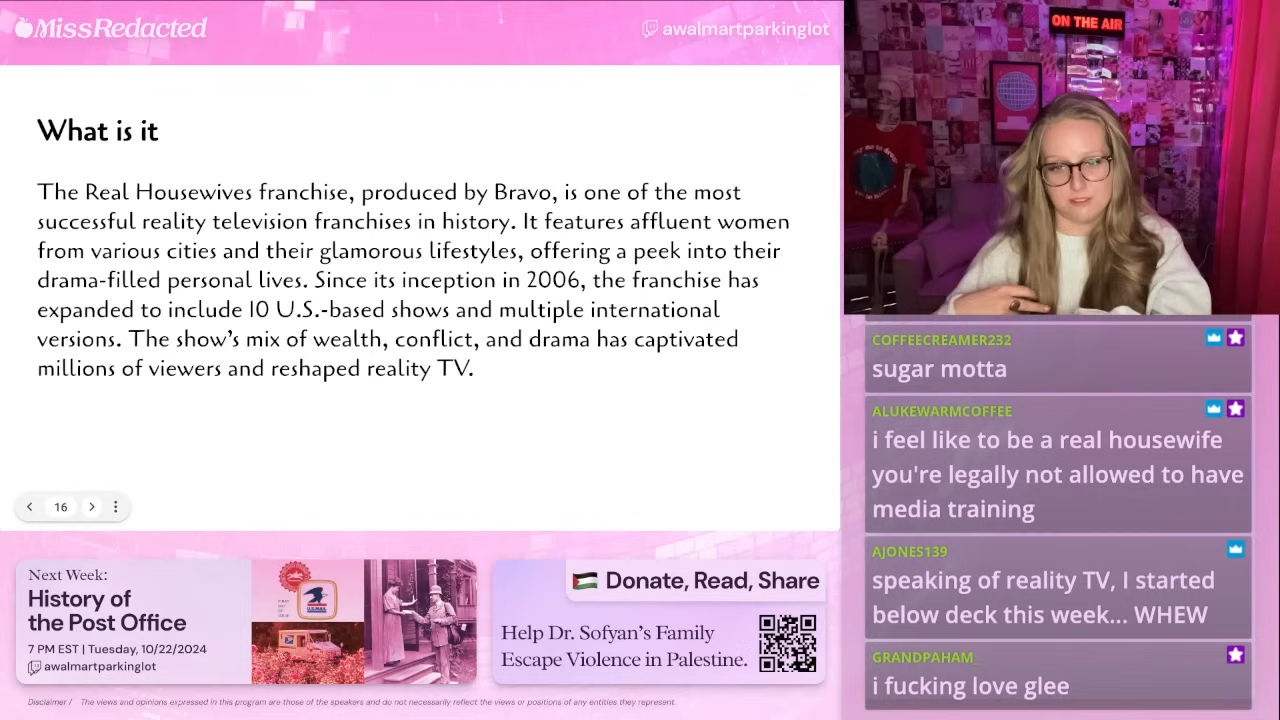 MissRedacted
awalmartparkinglot
ON THE AIR
What is it
The Real Housewives franchise, produced by Bravo, is one of the most
successful reality television franchises in history. It features affluent women
from various cities and their glamorous lifestyles, offering a peek into their
drama-filled personal lives. Since its inception in 2006, the franchise has
expanded to include 10 U.S.-based shows and multiple international
versions. The show's mix of wealth, conflict, and drama has captivated
millions of viewers and reshaped reality TV.
16
COFFEECREAMER232
sugar motta
ALUKEWARMCOFFEE
i feel like to be a real housewife
you're legally not allowed to have
media training
AJONES139
speaking of reality TV, I started
below deck this week... WHEW
GRANDPAHAM_
i fucking love glee
Next Week:
History of
the Post Office
7 PM EST | Tuesday, 10/22/2024
awalmartparkinglot
Donate, Read, Share
Help Dr. Sofyan's Family
Escape Violence in Palestine.
Disclaimer / The views and opinions expressed in this program are those of the speakers and do not necessarily reflect the views or positions of any entities they represent.